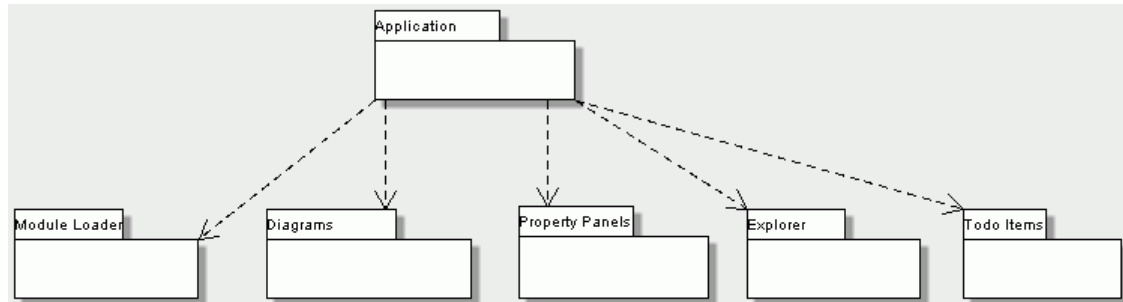 Application
Module Loader
Diagrams
Property Panels
Explorer
Todo Items